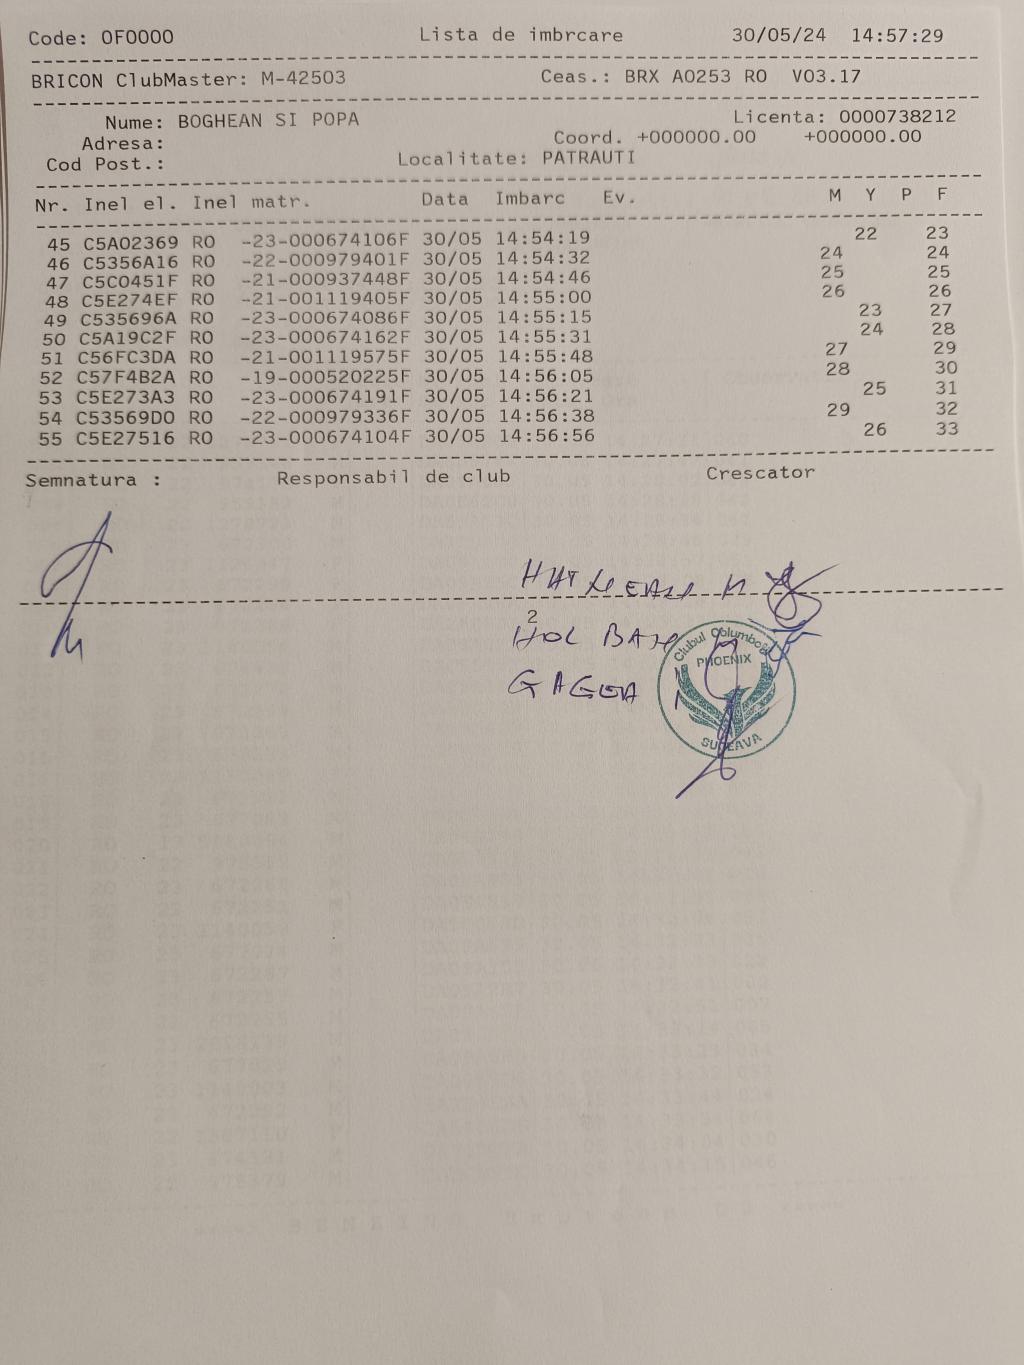 Code: 0F0000 Lista de imbrcare 30/05/24 14:57:29
BRICON ClubMaster: M-42503 Ceas.: BRX A0253 RO V03.17
Nume: BOGHEAN SI POPA Licenta: 0000738212
Adresa: Coord. +000000.00 +000000.00
Cod Post.: Localitate: PATRAUTI
Nr. Inel el. Inel matr. Data Imbarc Ev. M Y P F
45 C5A02369 RO -23-000674106F 30/05 14:54:19 22 23
46 C5356A16 RO -22-000979401F 30/05 14:54:32 24 24
47 C5C0451F RO -21-000937448F 30/05 14:54:46 25 25
48 C5E274EF RO -21-001119405F 30/05 14:55:00 26 26
49 C535696A RO -23-000674086F 30/05 14:55:15 23 27
50 C5A19C2F RO -23-000674162F 30/05 14:55:31 24 28
51 C56FC3DA RO -21-001119575F 30/05 14:55:48 27 29
52 C57F4B2A RO -19-000520225F 30/05 14:56:05 28 30
53 C5E273A3 RO -23-000674191F 30/05 14:56:21 25 31
54 C53569D0 RO -22-000979336F 30/05 14:56:38 29 32
55 C5E27516 RO -23-000674104F 30/05 14:56:56 26 33
Semnatura : Responsabil de club Crescator
2
Clubul Columbofil
PHOENIX
SUCEAVA